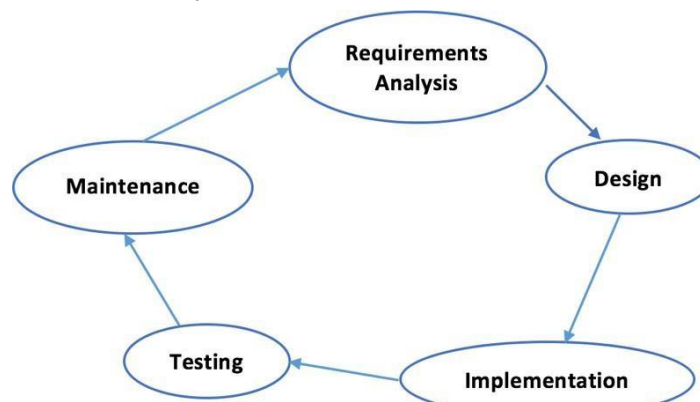 Requirements
Analysis
Design
Implementation
Testing
Maintenance